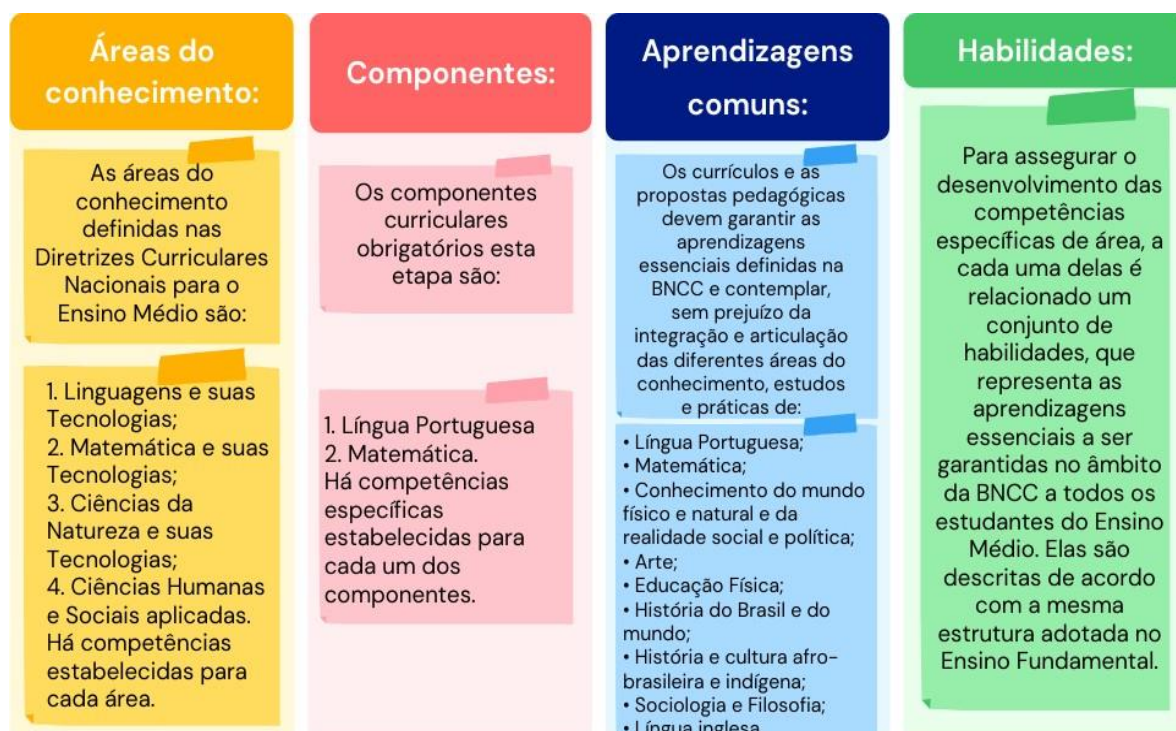 Áreas do
conhecimento:
As áreas do
conhecimento
definidas nas
Diretrizes Curriculares
Nacionais para o
Ensino Médio são:
1. Linguagens e suas
Tecnologias;
2. Matemática e suas
Tecnologias;
3. Ciências da
Natureza e suas
Tecnologias;
4. Ciências Humanas
e Sociais aplicadas.
Há competências
estabelecidas para
cada área.
Componentes:
Os componentes
curriculares
obrigatórios esta
etapa são:
1. Língua Portuguesa
2. Matemática.
Há competências
específicas
estabelecidas para
cada um dos
componentes.
Aprendizagens
comuns:
Os currículos e as
propostas pedagógicas
devem garantir as
aprendizagens
essenciais definidas na
BNCC e contemplar,
sem prejuízo da
integração e articulação
das diferentes áreas do
conhecimento, estudos
e práticas de:
• Língua Portuguesa;
• Matemática;
• Conhecimento do mundo
físico e natural e da
realidade social e política;
• Arte;
• Educação Física;
• História do Brasil e do
mundo;
• História e cultura afro-
brasileira e indígena;
• Sociologia e Filosofia;
• Língua inglesa
Habilidades:
Para assegurar o
desenvolvimento das
competências
específicas de área, a
cada uma delas é
relacionado um
conjunto de
habilidades, que
representa as
aprendizagens
essenciais a ser
garantidas no âmbito
da BNCC a todos os
estudantes do Ensino
Médio. Elas são
descritas de acordo
com a mesma
estrutura adotada no
Ensino Fundamental.